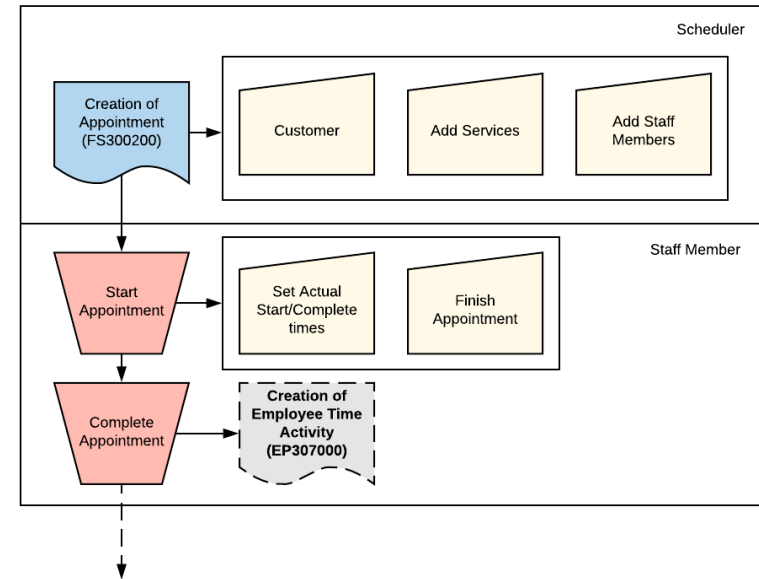 Scheduler
Creation of
Appointment
(FS300200)
Customer
Add Services
Add Staff
Members
Staff Member
Start
Appointment
Set Actual
Start/Complete
times
Finish
Appointment
Complete
Appointment
Creation of
Employee Time
Activity
(EP307000)